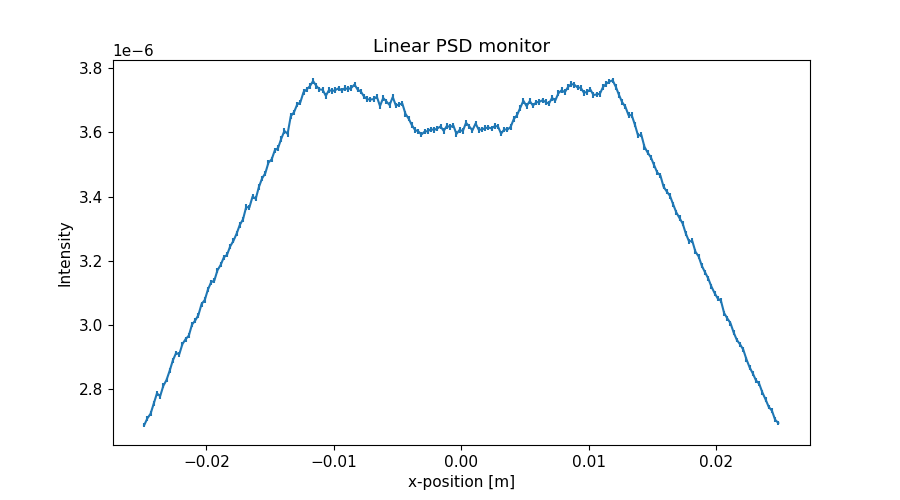 Linear PSD monitor
1e−6
3.8
3.6
3.4
3.2
3.0
2.8
Intensity
−0.02
−0.01
0.00
0.01
0.02
x-position [m]